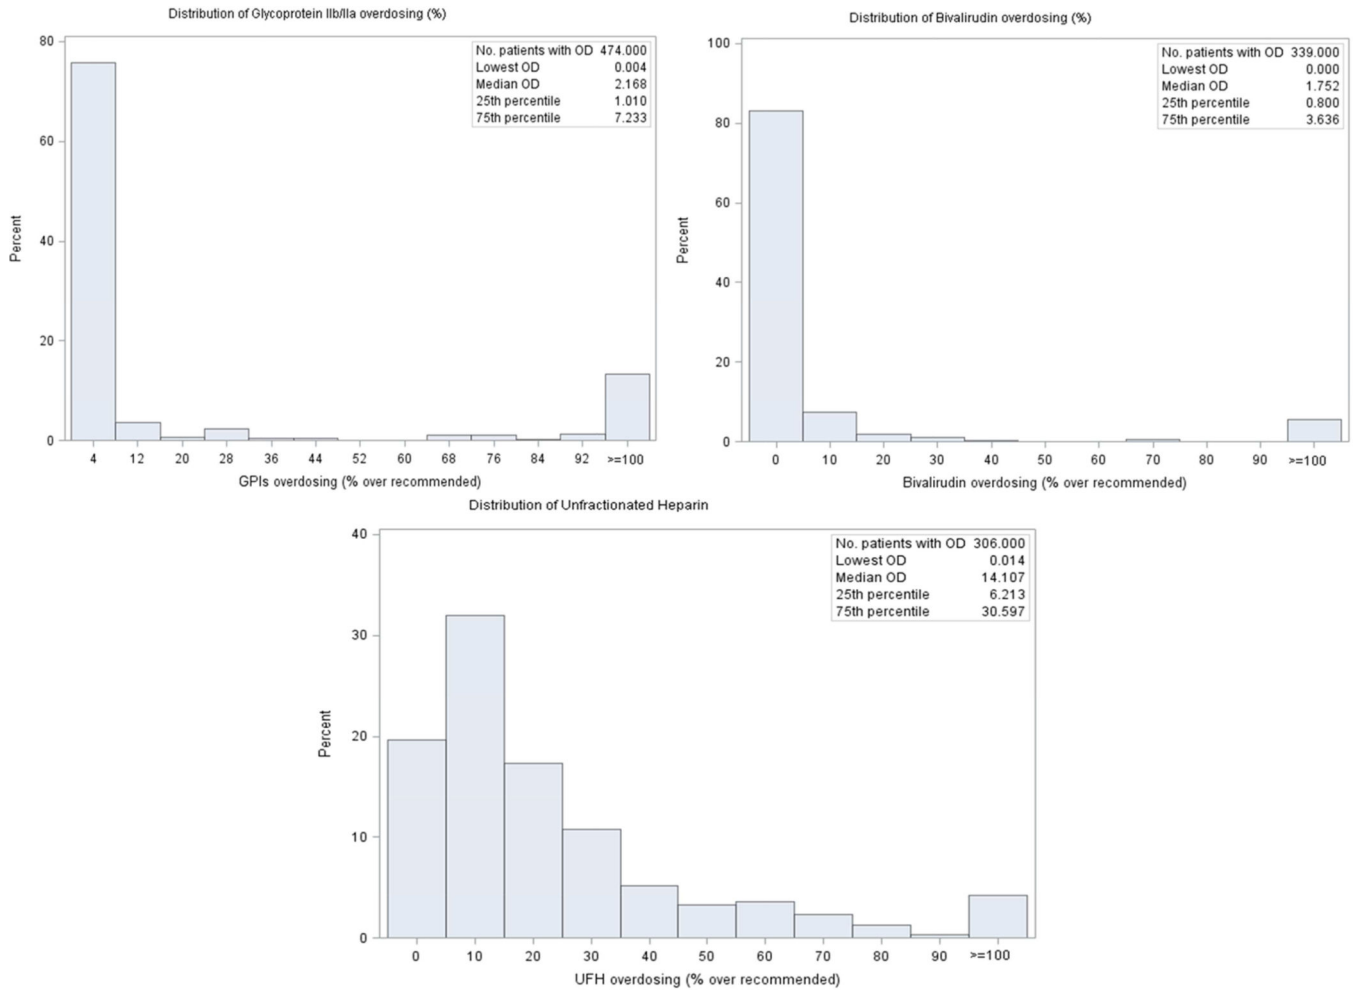 Distribution of Glycoprotein IIb/IIa overdosing (%)
80
60
40
20
0
Percent
No. patients with OD 474.000
Lowest OD 0.004
Median OD 2.168
25th percentile 1.010
75th percentile 7.233
4 12 20 28 36 44 52 60 68 76 84 92 >=100
GPIs overdosing (% over recommended)
Distribution of Bivalirudin overdosing (%)
100
80
60
40
20
0
Percent
No. patients with OD 339.000
Lowest OD 0.000
Median OD 1.752
25th percentile 0.800
75th percentile 3.636
0 10 20 30 40 50 60 70 80 90 >=100
Bivalirudin overdosing (% over recommended)
Distribution of Unfractionated Heparin
40
30
20
10
0
Percent
No. patients with OD 306.000
Lowest OD 0.014
Median OD 14.107
25th percentile 6.213
75th percentile 30.597
0 10 20 30 40 50 60 70 80 90 >=100
UFH overdosing (% over recommended)